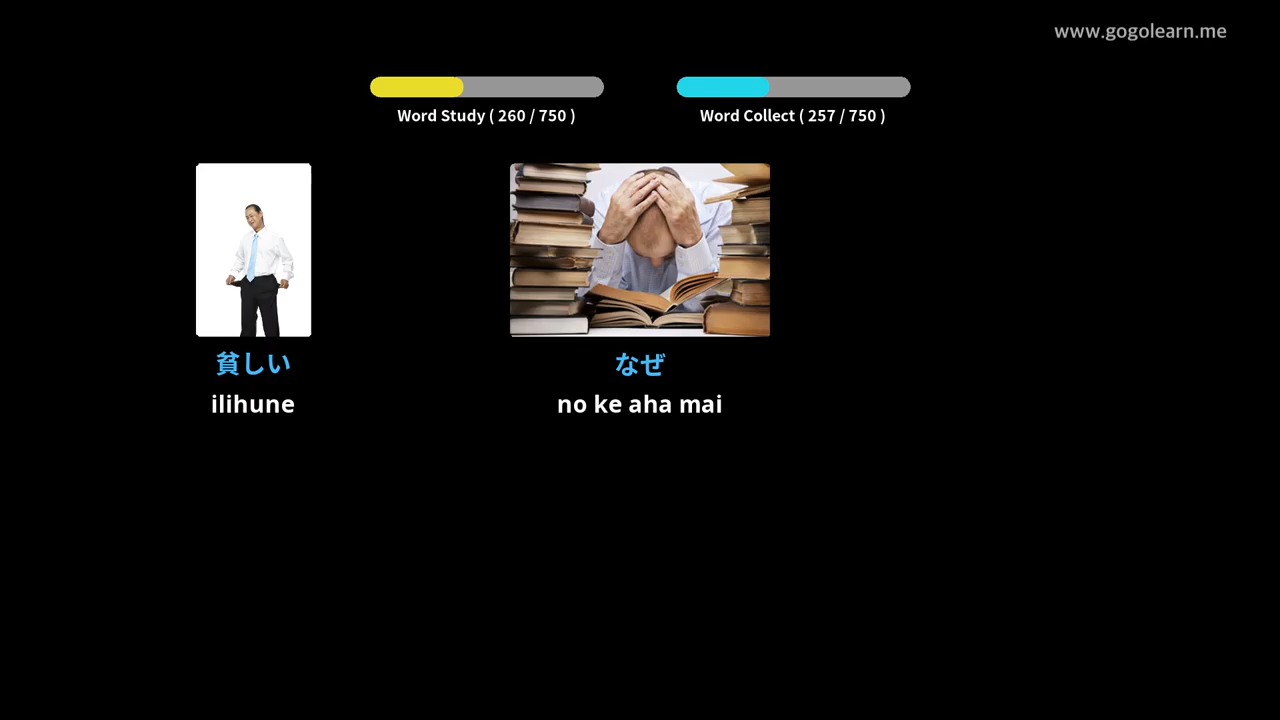 www.gogolearn.me
Word Study ( 260 / 750 )
Word Collect ( 257 / 750 )
貧しい
ilihune
なぜ
no ke aha mai